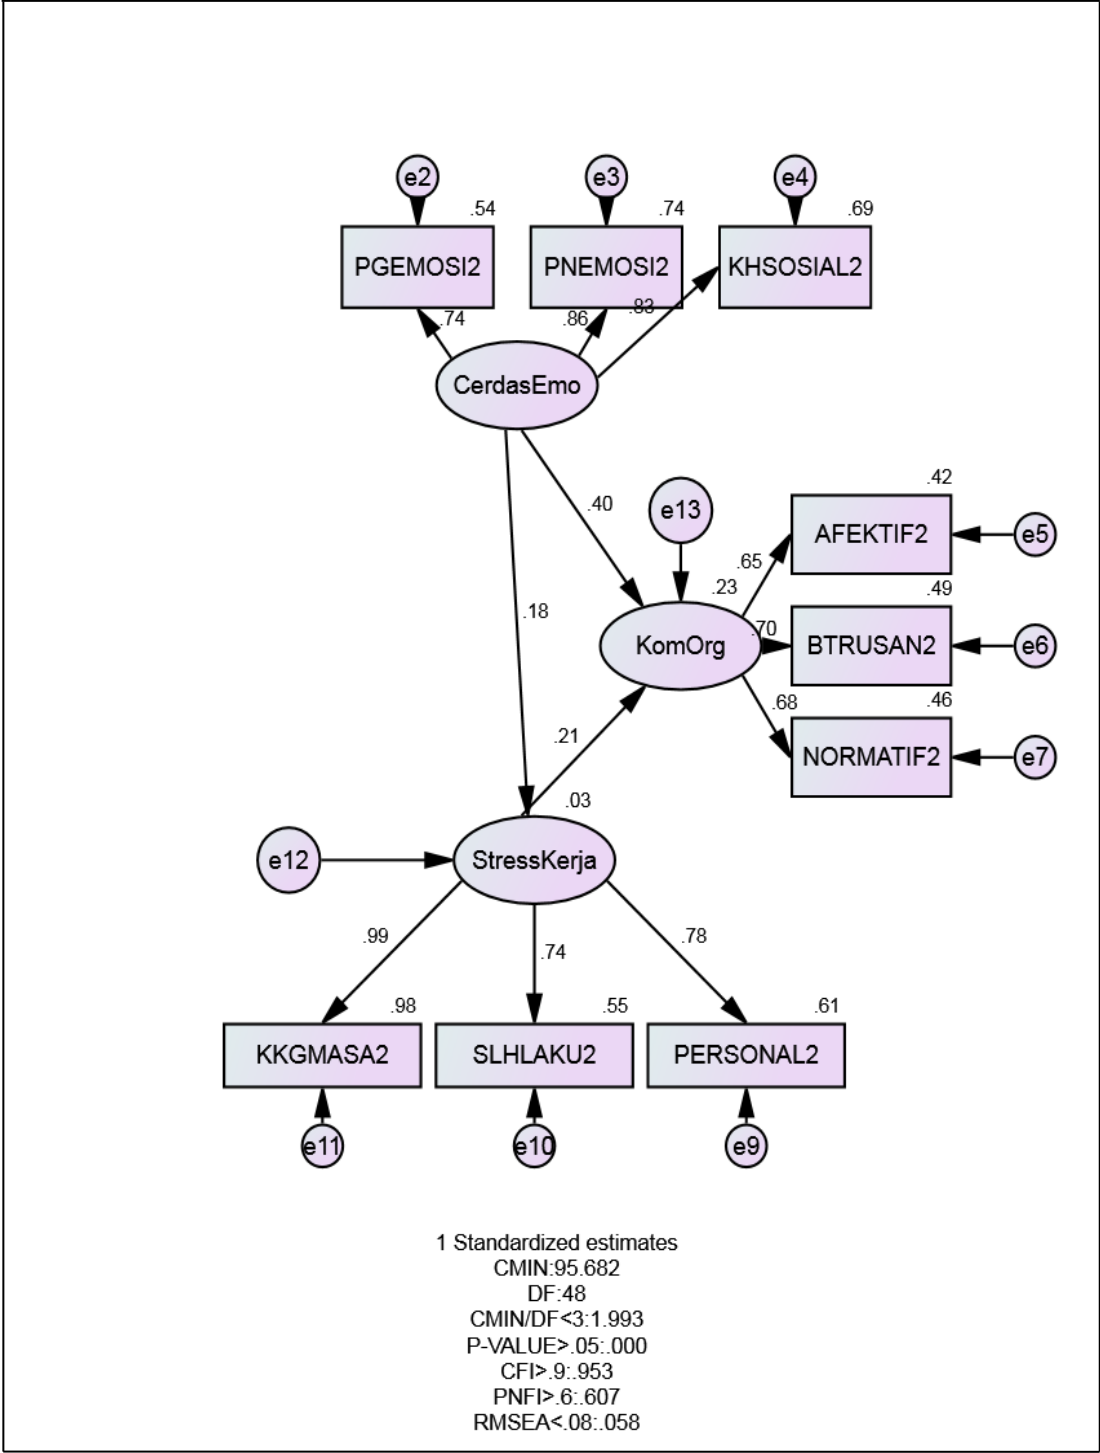 e2
e3
e4
.54
.74
.69
PGEMOSI2
PNEMOSI2
KHSOSIAL2
.74
.86
.83
CerdasEmo
.40
.18
e13
.42
AFEKTIF2
e5
.65
.23
.49
KomOrg
.70
BTRUSAN2
e6
.68
.46
NORMATIF2
e7
.21
.03
e12
StressKerja
.99
.74
.78
.98
.55
.61
KKGMASA2
SLHLAKU2
PERSONAL2
e11
e10
e9
1 Standardized estimates
CMIN:95.682
DF:48
CMIN/DF<3:1.993
P-VALUE>.05:.000
CFI>.9:.953
PNFI>.6:.607
RMSEA<.08:.058